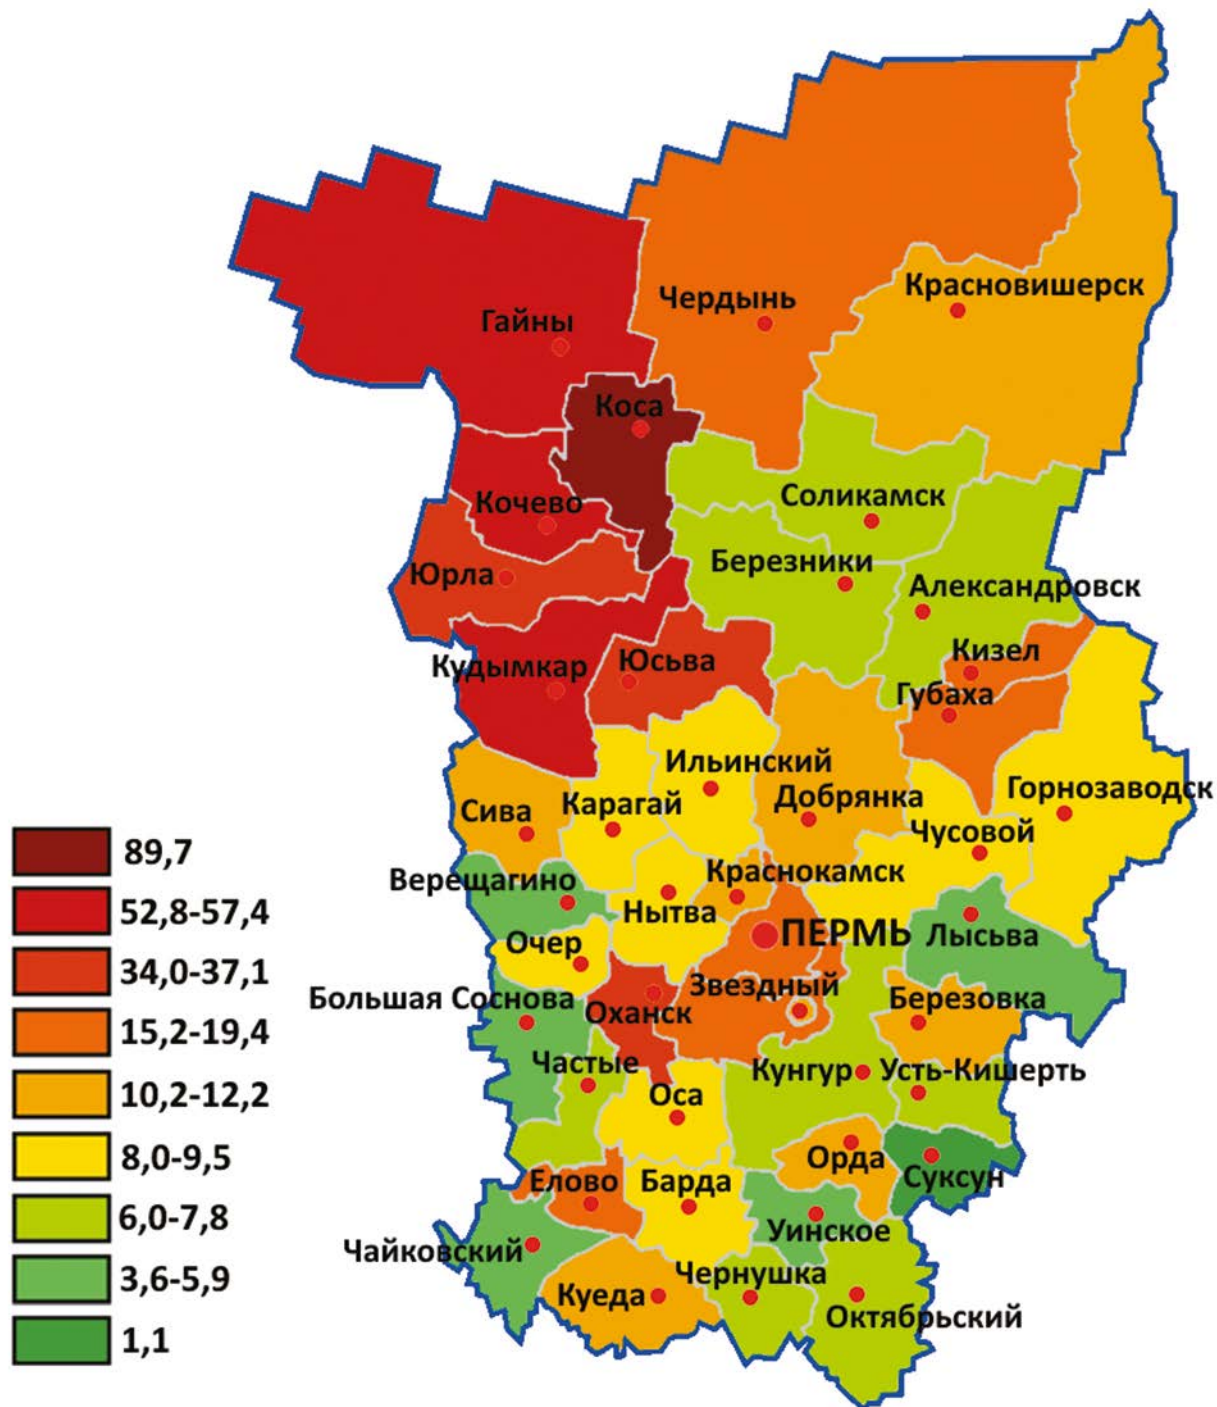 Красновишерск
Чердынь
Гайны
Коса
Соликамск
Кочево
Березники
Юрла
Александровск
Кизел
Юсьва
Кудымкар
Губаха
Ильинский
Горнозаводск
Добрянка
Карагай
Сива
Чусовой
89,7
Краснокамск
Верещагино
52,8-57,4
Нытва
ПЕРМЬ
Лысьва
Очер
34,0-37,1
Звездный
Большая Соснова
Березовка
Оханск
15,2-19,4
Частые
Кунгур
Усть-Кишерть
10,2-12,2
Оса
8,0-9,5
Орда
Суксун
Елово
Барда
6,0-7,8
Уинское
Чайковский
Чернушка
3,6-5,9
Куеда
Октябрьский
1,1